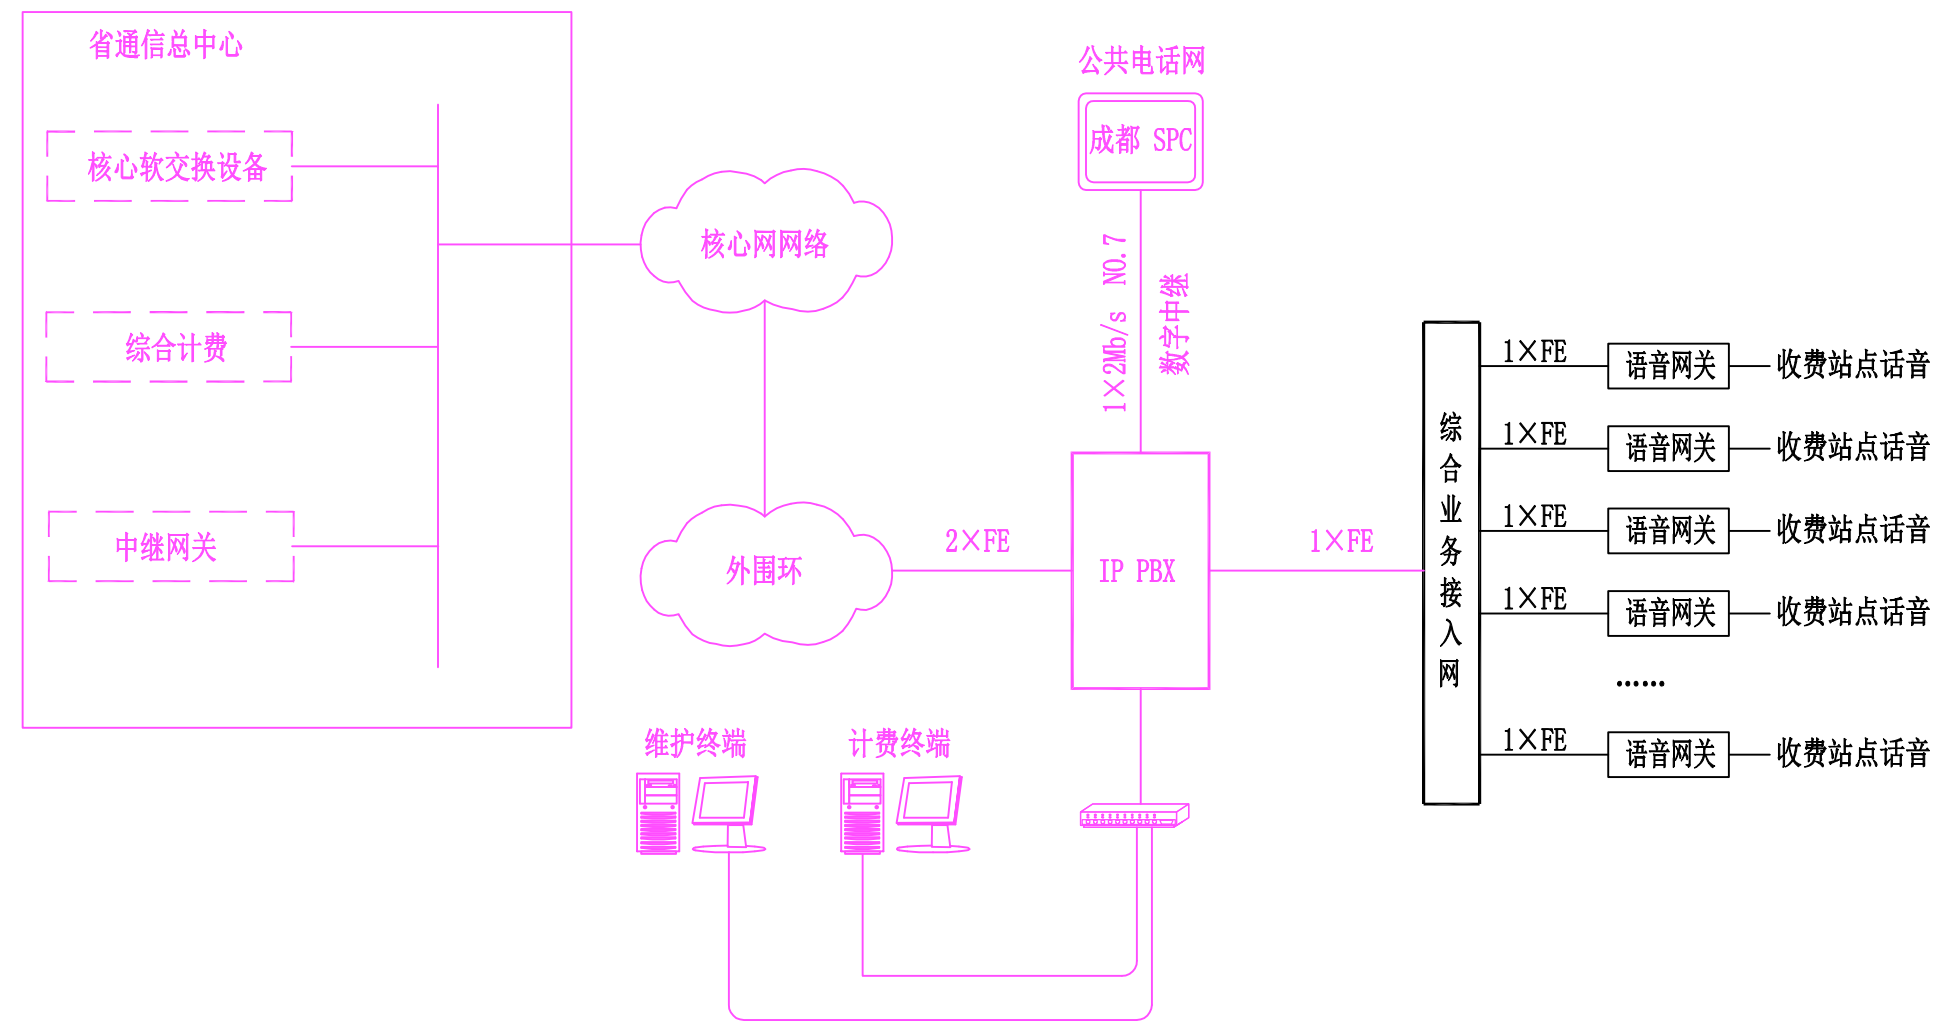 省通信总中心
核心软交换设备
综合计费
中继网关
核心网网络
外围环
公共电话网
成都 SPC
1×2Mb/s NO.7
数字中继
2×FE
IP PBX
1×FE
维护终端
计费终端
综合业务接入网
1×FE 语音网关 收费站点话音
1×FE 语音网关 收费站点话音
1×FE 语音网关 收费站点话音
1×FE 语音网关 收费站点话音
……
1×FE 语音网关 收费站点话音